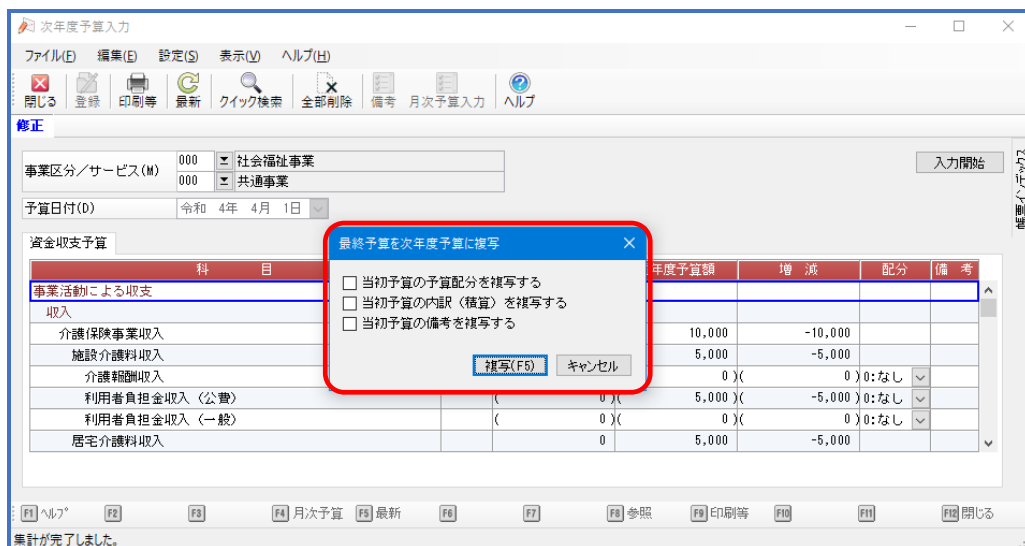 次年度予算入力
ファイル(F) 編集(E) 設定(S) 表示(V) ヘルプ(H)
閉じる 登録 印刷等 最新 クイック検索 全部削除 備考 月次予算入力 ヘルプ
修正
事業区分/サービス(M) 000 社会福祉事業
000 共通事業
入力開始
予算日付(D) 令和 4年 4月 1日
資金収支予算
最終予算を次年度予算に複写
当初予算の予算配分を複写する
当初予算の内訳(積算)を複写する
当初予算の備考を複写する
複写(F5) キャンセル
科 目 年度予算額 増 減 配分 備 考
事業活動による収支
収入
介護保険事業収入 10,000 -10,000
施設介護料収入 5,000 -5,000
介護報酬収入 0 )( 0 ) 0:なし
利用者負担金収入(公費) ( 0 )( 5,000 )( -5,000 ) 0:なし
利用者負担金収入(一般) ( 0 )( 0 )( 0 ) 0:なし
居宅介護料収入 0 5,000 -5,000
F1 ヘルプ F2 F3 F4 月次予算 F5 最新 F6 F7 F8 参照 F9 印刷等 F10 F11 F12 閉じる
集計が完了しました。